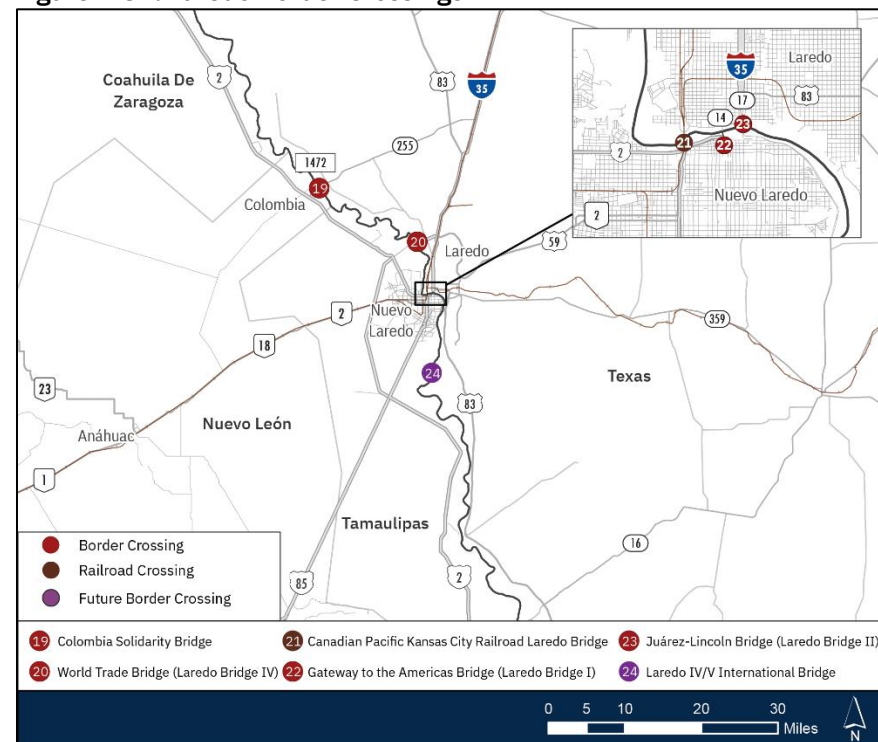 2
Coahuila De
Zaragoza
83
35
255
1472
19
Colombia
20
Laredo
59
Nuevo
Laredo
2
18
23
359
24
Texas
83
Nuevo León
Anáhuac
1
Tamaulipas
16
85
2
Laredo
35
17
83
14
23
21
22
2
Nuevo Laredo
2
Border Crossing
Railroad Crossing
Future Border Crossing
19 Colombia Solidarity Bridge
21 Canadian Pacific Kansas City Railroad Laredo Bridge
23 Juárez-Lincoln Bridge (Laredo Bridge II)
20 World Trade Bridge (Laredo Bridge IV)
22 Gateway to the Americas Bridge (Laredo Bridge I)
24 Laredo IV/V International Bridge
0 5 10 20 30
Miles
N